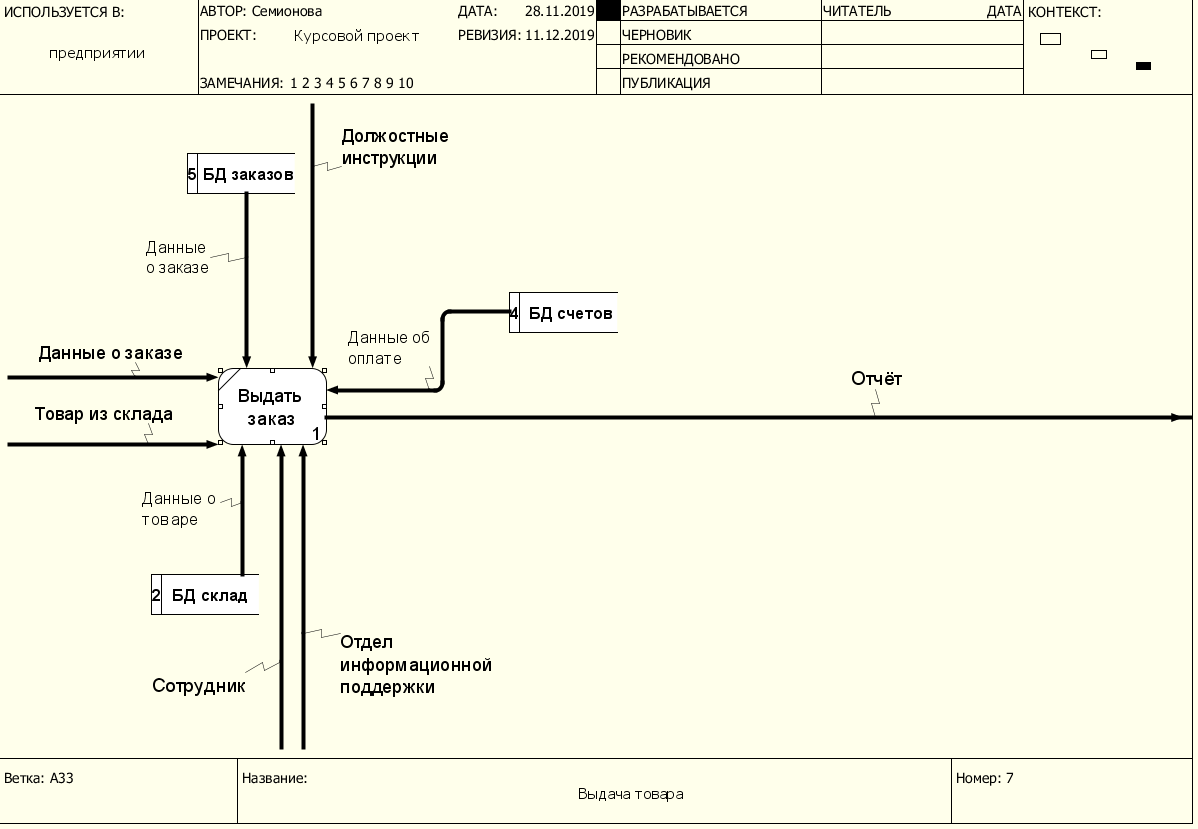 ИСПОЛЬЗУЕТСЯ В:
предприятии
АВТОР: Семионова
ДАТА: 28.11.2019
ПРОЕКТ: Курсовой проект
РЕВИЗИЯ: 11.12.2019
ЗАМЕЧАНИЯ: 1 2 3 4 5 6 7 8 9 10
РАЗРАБАТЫВАЕТСЯ
ЧЕРНОВИК
РЕКОМЕНДОВАНО
ПУБЛИКАЦИЯ
ЧИТАТЕЛЬ ДАТА
КОНТЕКСТ:
Должостные
инструкции
5 БД заказов
Данные
о заказе
4 БД счетов
Данные об
оплате
Данные о заказе
Отчёт
Выдать
заказ
1
Товар из склада
Данные о
товаре
2 БД склад
Отдел
информационной
поддержки
Сотрудник
Ветка: A33
Название:
Выдача товара
Номер: 7